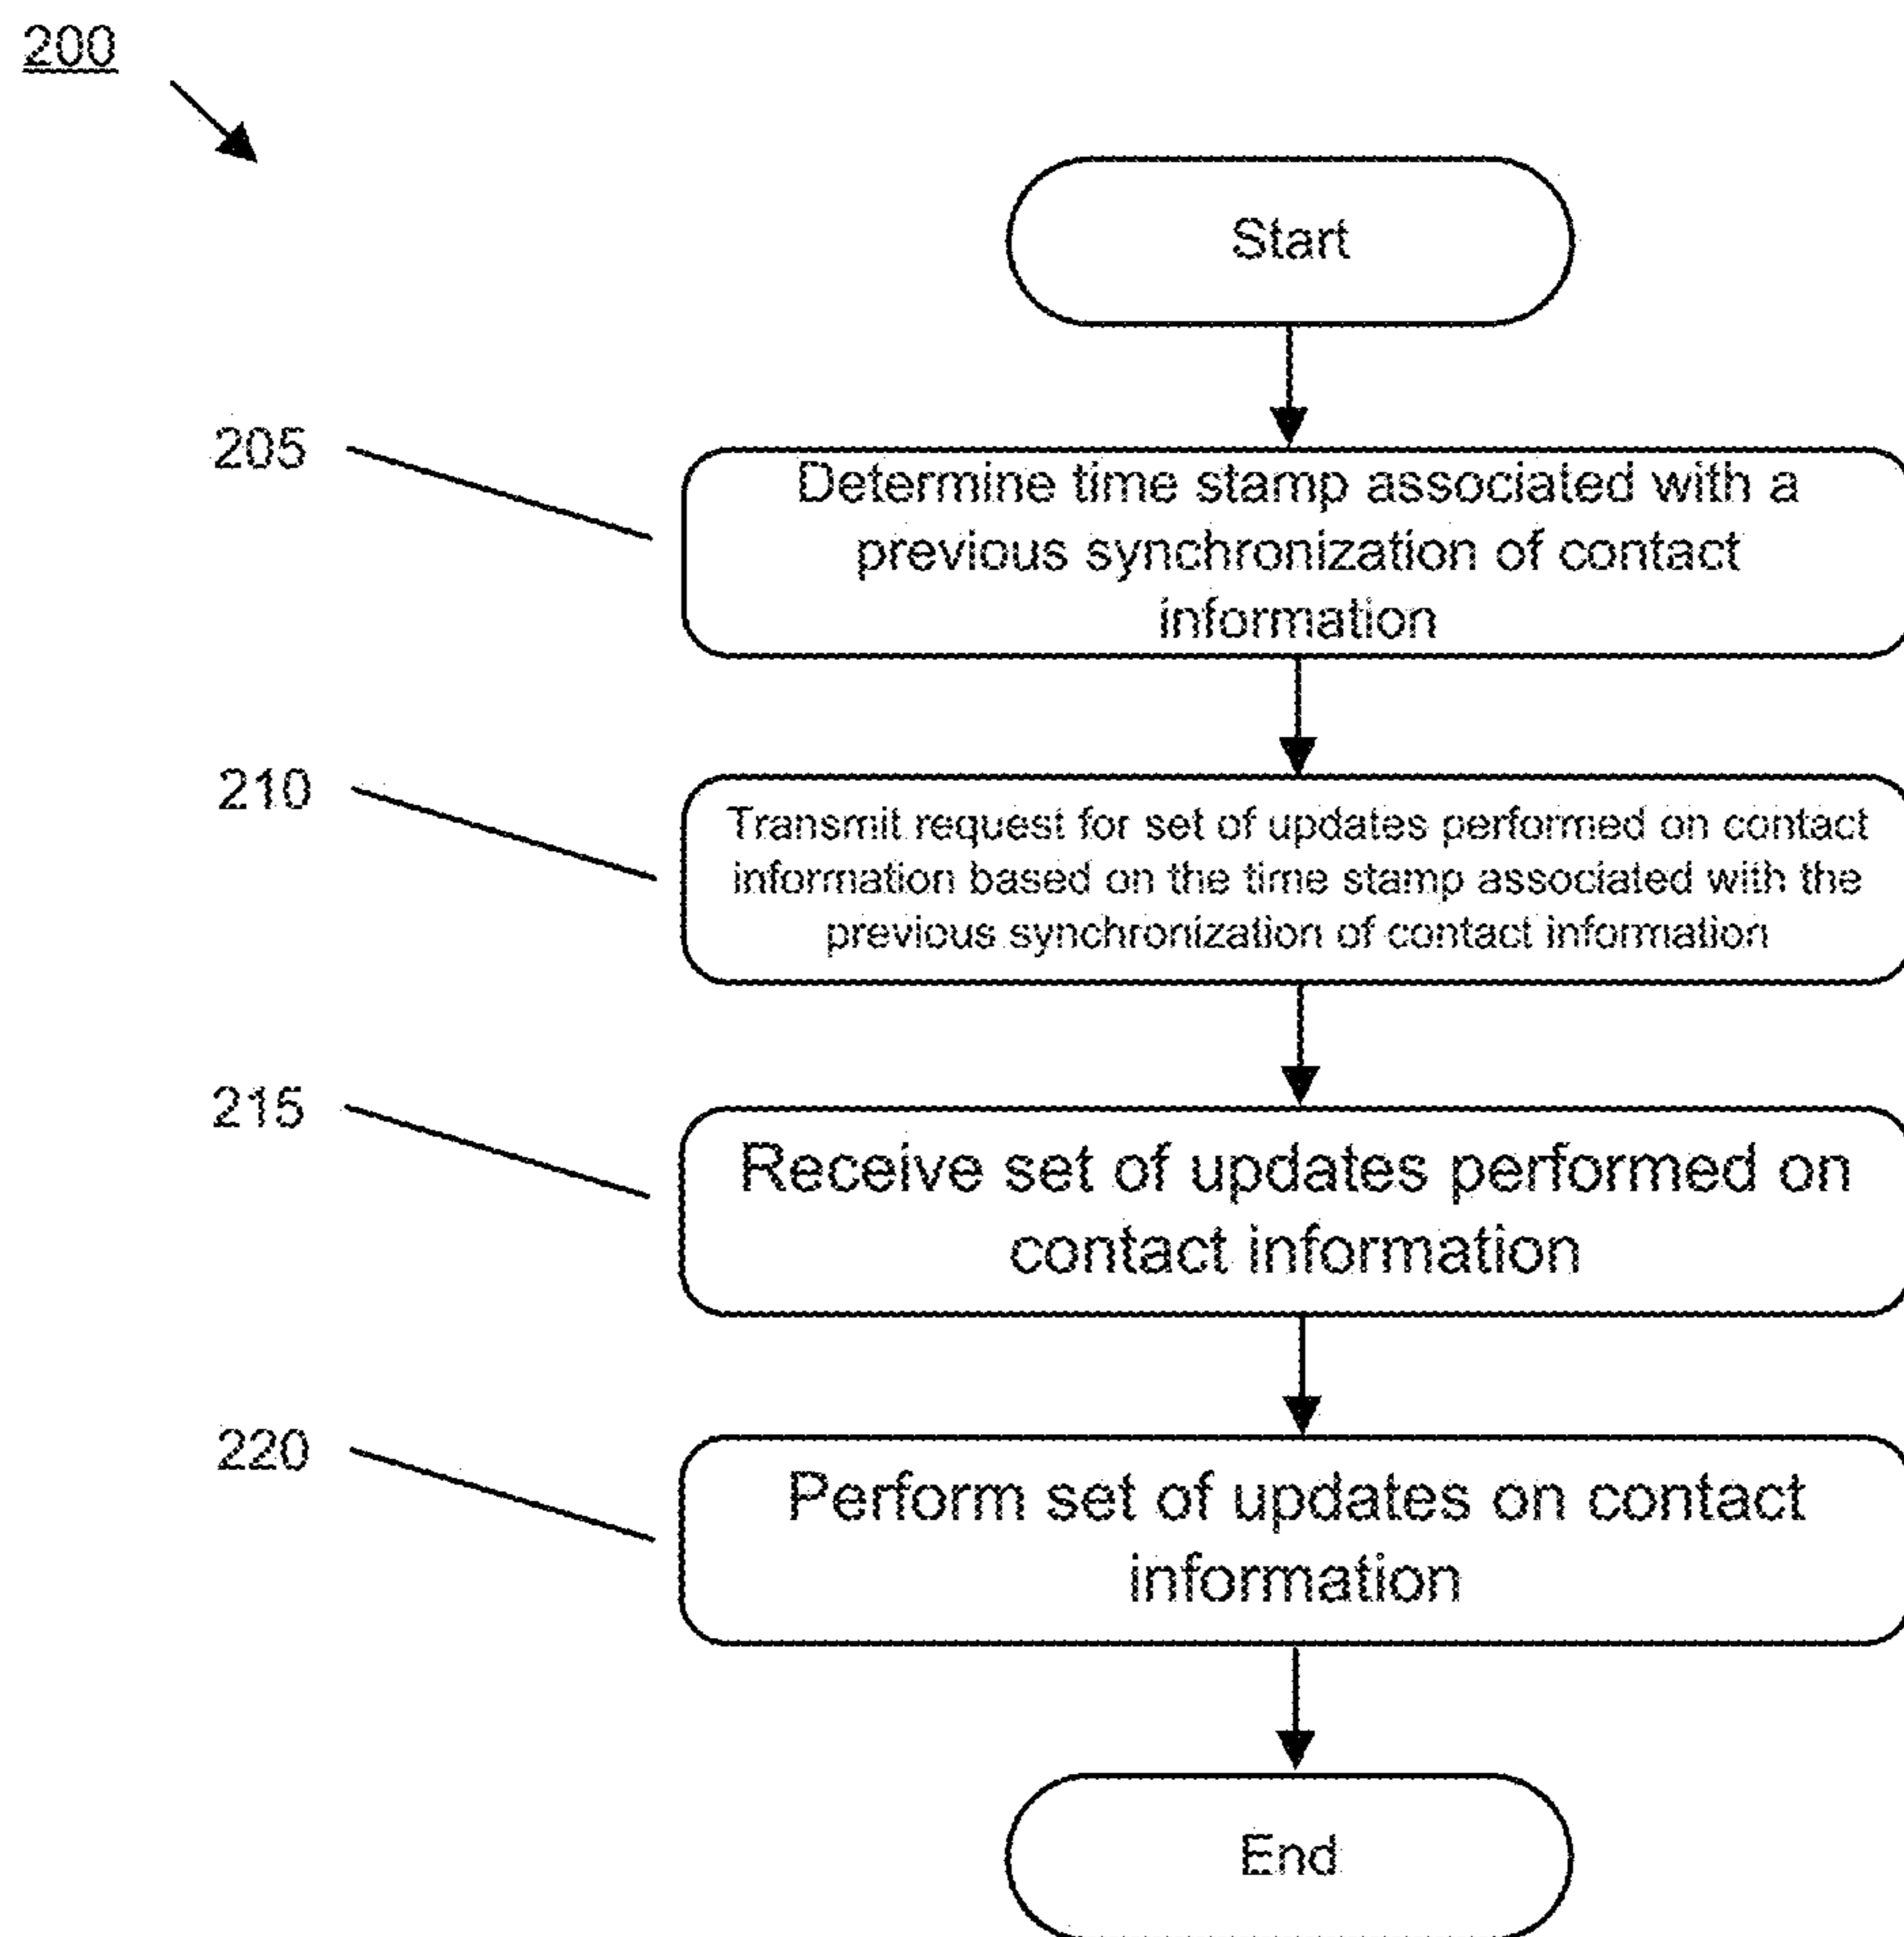 200
Start
205
Determine time stamp associated with a
previous synchronization of contact
information
210
Transmit request for set of updates performed on contact
information based on the time stamp associated with the
previous synchronization of contact information
215
Receive set of updates performed on
contact information
220
Perform set of updates on contact
information
End